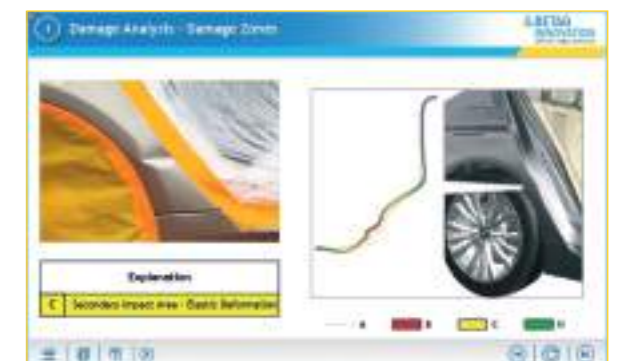 Damage Analysis - Damage Zones
Explanation
C Secondary Impact Area - Elastic Deformation
A B C D